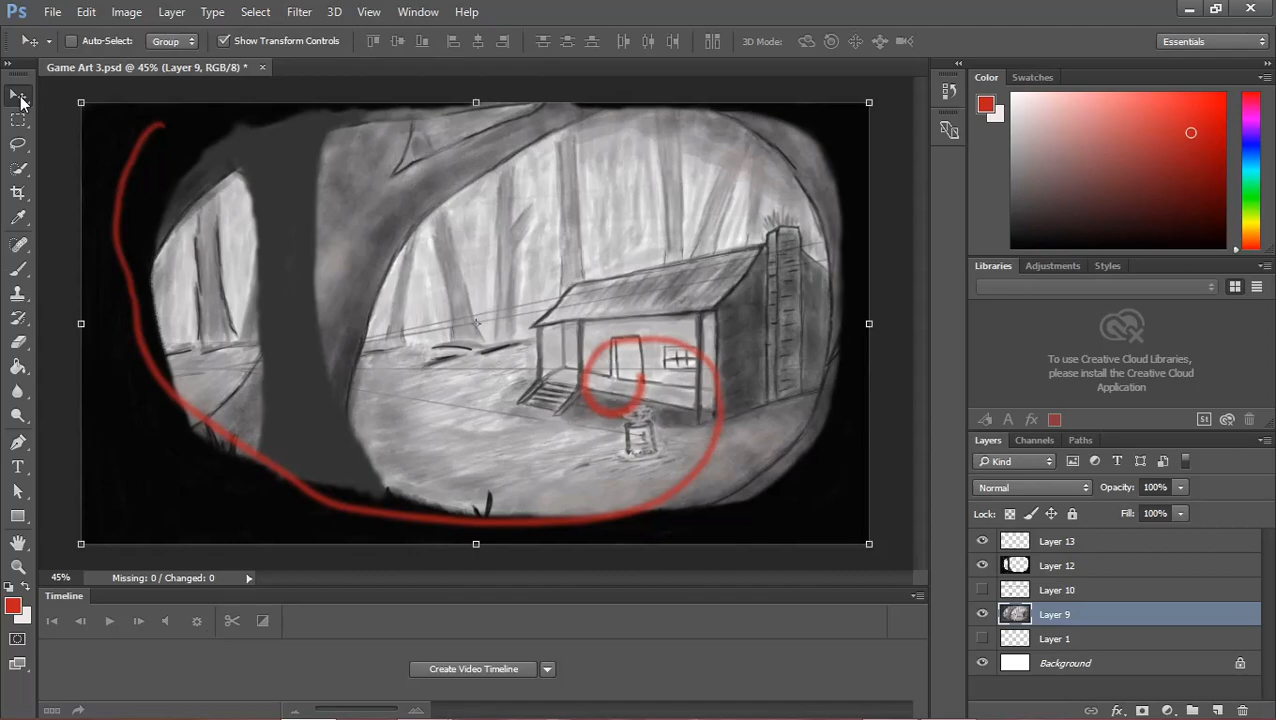 Ps File Edit Image Layer Type Select Filter 3D View Window Help
Auto-Select: Group Show Transform Controls 3D Mode: Essentials
Game Art 3.psd @ 45% (Layer 9, RGB/8) *
Color Swatches
Libraries Adjustments Styles
To use Creative Cloud Libraries,
please install the Creative Cloud
Application
St
fx
Layers Channels Paths
Kind
Normal Opacity: 100%
Lock: Fill: 100%
Layer 13
Layer 12
Layer 10
Layer 9
Layer 1
Background
fx
45% Missing: 0 / Changed: 0
Timeline
Create Video Timeline